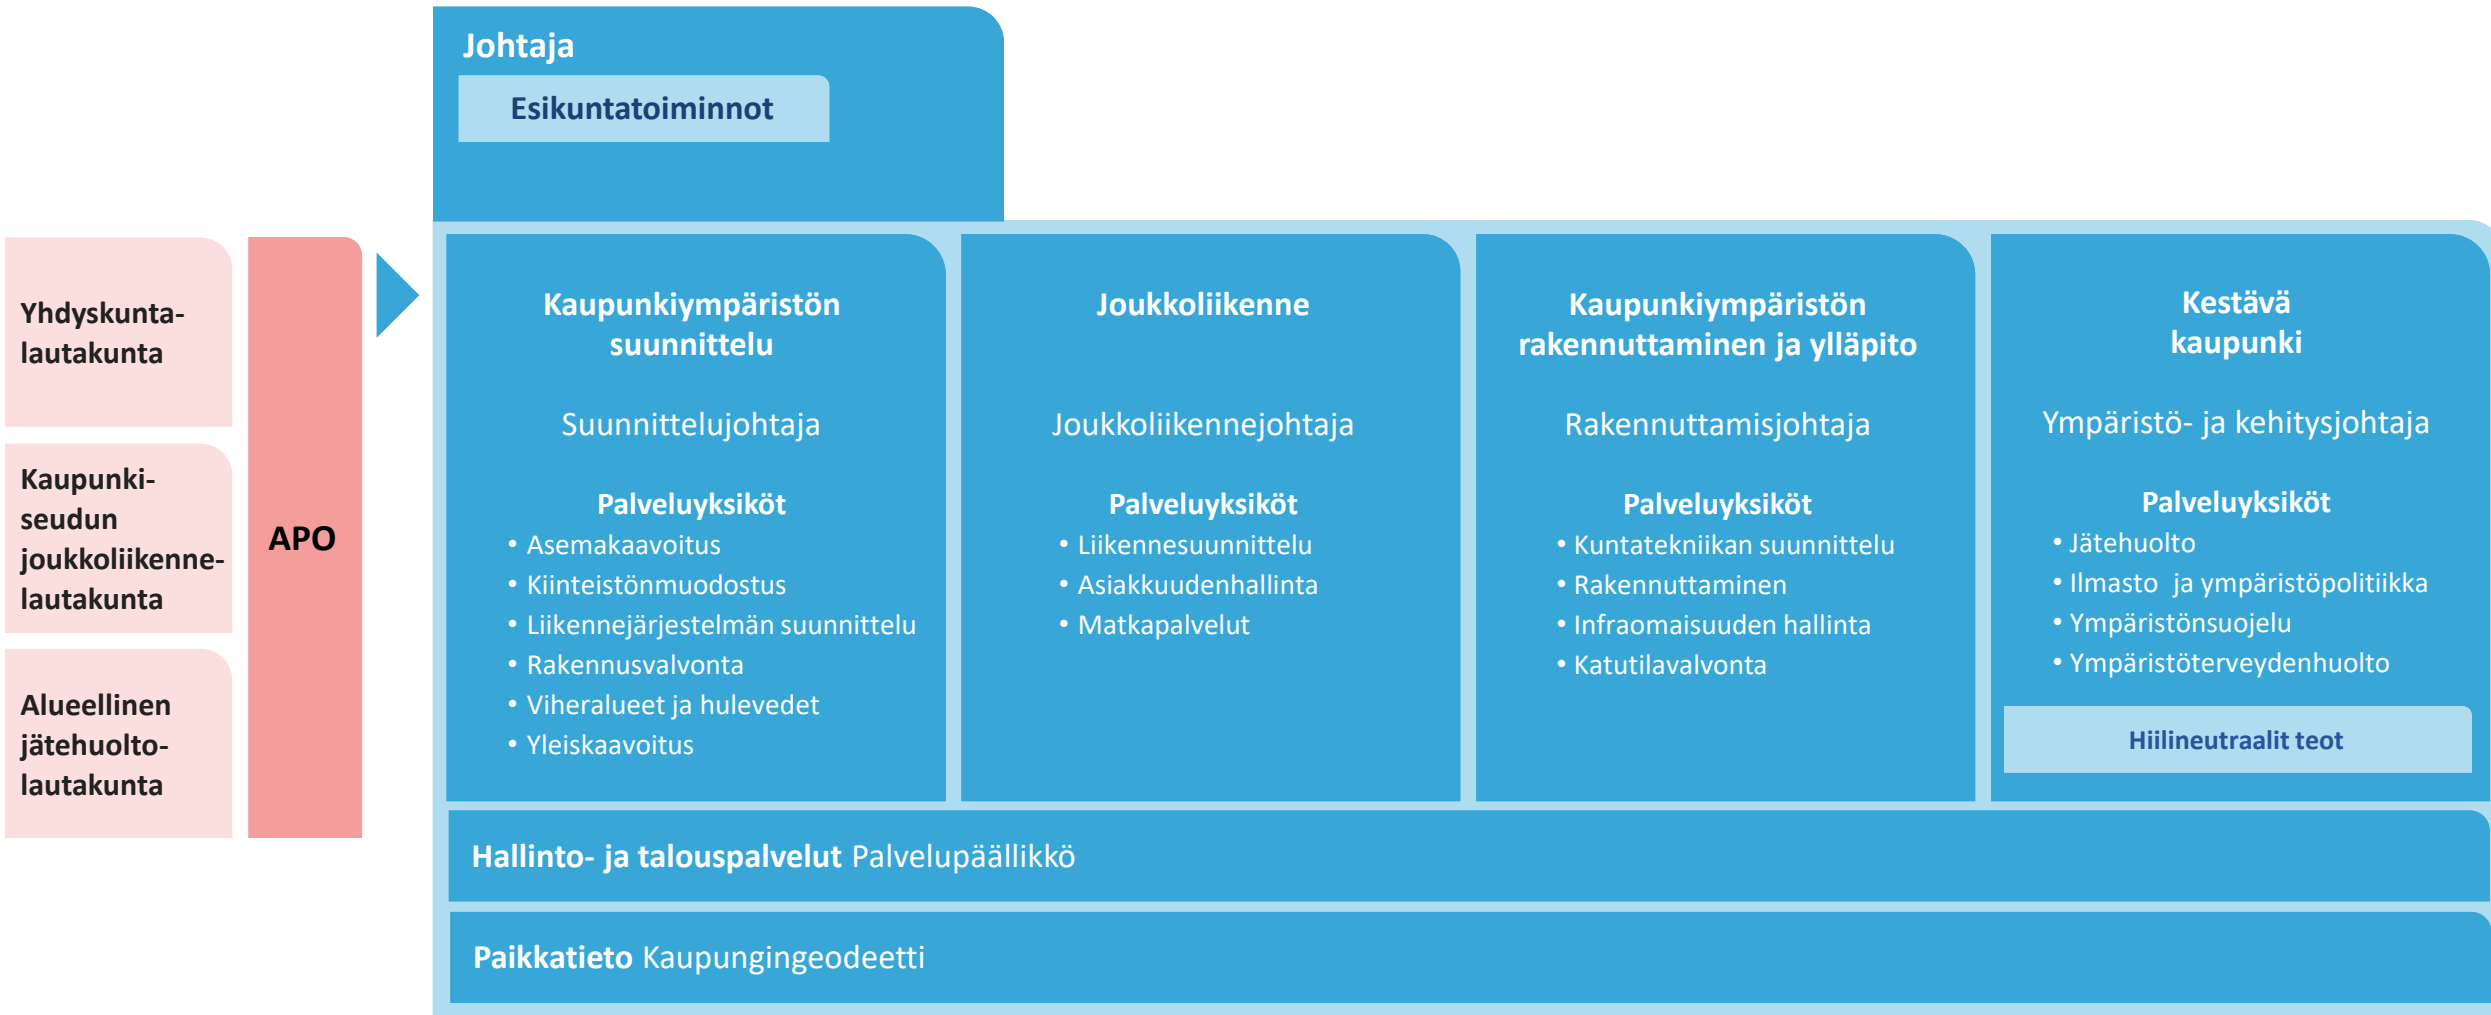 Johtaja
Esikuntatoiminnot
Yhdyskunta-
lautakunta
Kaupunki-
seudun
joukkoliikenne-
lautakunta
Alueellinen
jätehuolto-
lautakunta
APO
Kaupunkiympäristön
suunnittelu
Suunnittelujohtaja
Palveluyksiköt
• Asemakaavoitus
• Kiinteistönmuodostus
• Liikennejärjestelmän suunnittelu
• Rakennusvalvonta
• Viheralueet ja hulevedet
• Yleiskaavoitus
Joukkoliikenne
Joukkoliikennejohtaja
Palveluyksiköt
• Liikennesuunnittelu
• Asiakkuudenhallinta
• Matkapalvelut
Kaupunkiympäristön
rakennuttaminen ja ylläpito
Rakennuttamisjohtaja
Palveluyksiköt
• Kuntatekniikan suunnittelu
• Rakennuttaminen
• Infraomaisuuden hallinta
• Katutilavalvonta
Kestävä
kaupunki
Ympäristö- ja kehitysjohtaja
Palveluyksiköt
• Jätehuolto
• Ilmasto  ja ympäristöpolitiikka
• Ympäristönsuojelu
• Ympäristöterveydenhuolto
Hiilineutraalit teot
Hallinto- ja talouspalvelut Palvelupäällikkö
Paikkatieto Kaupungingeodeetti